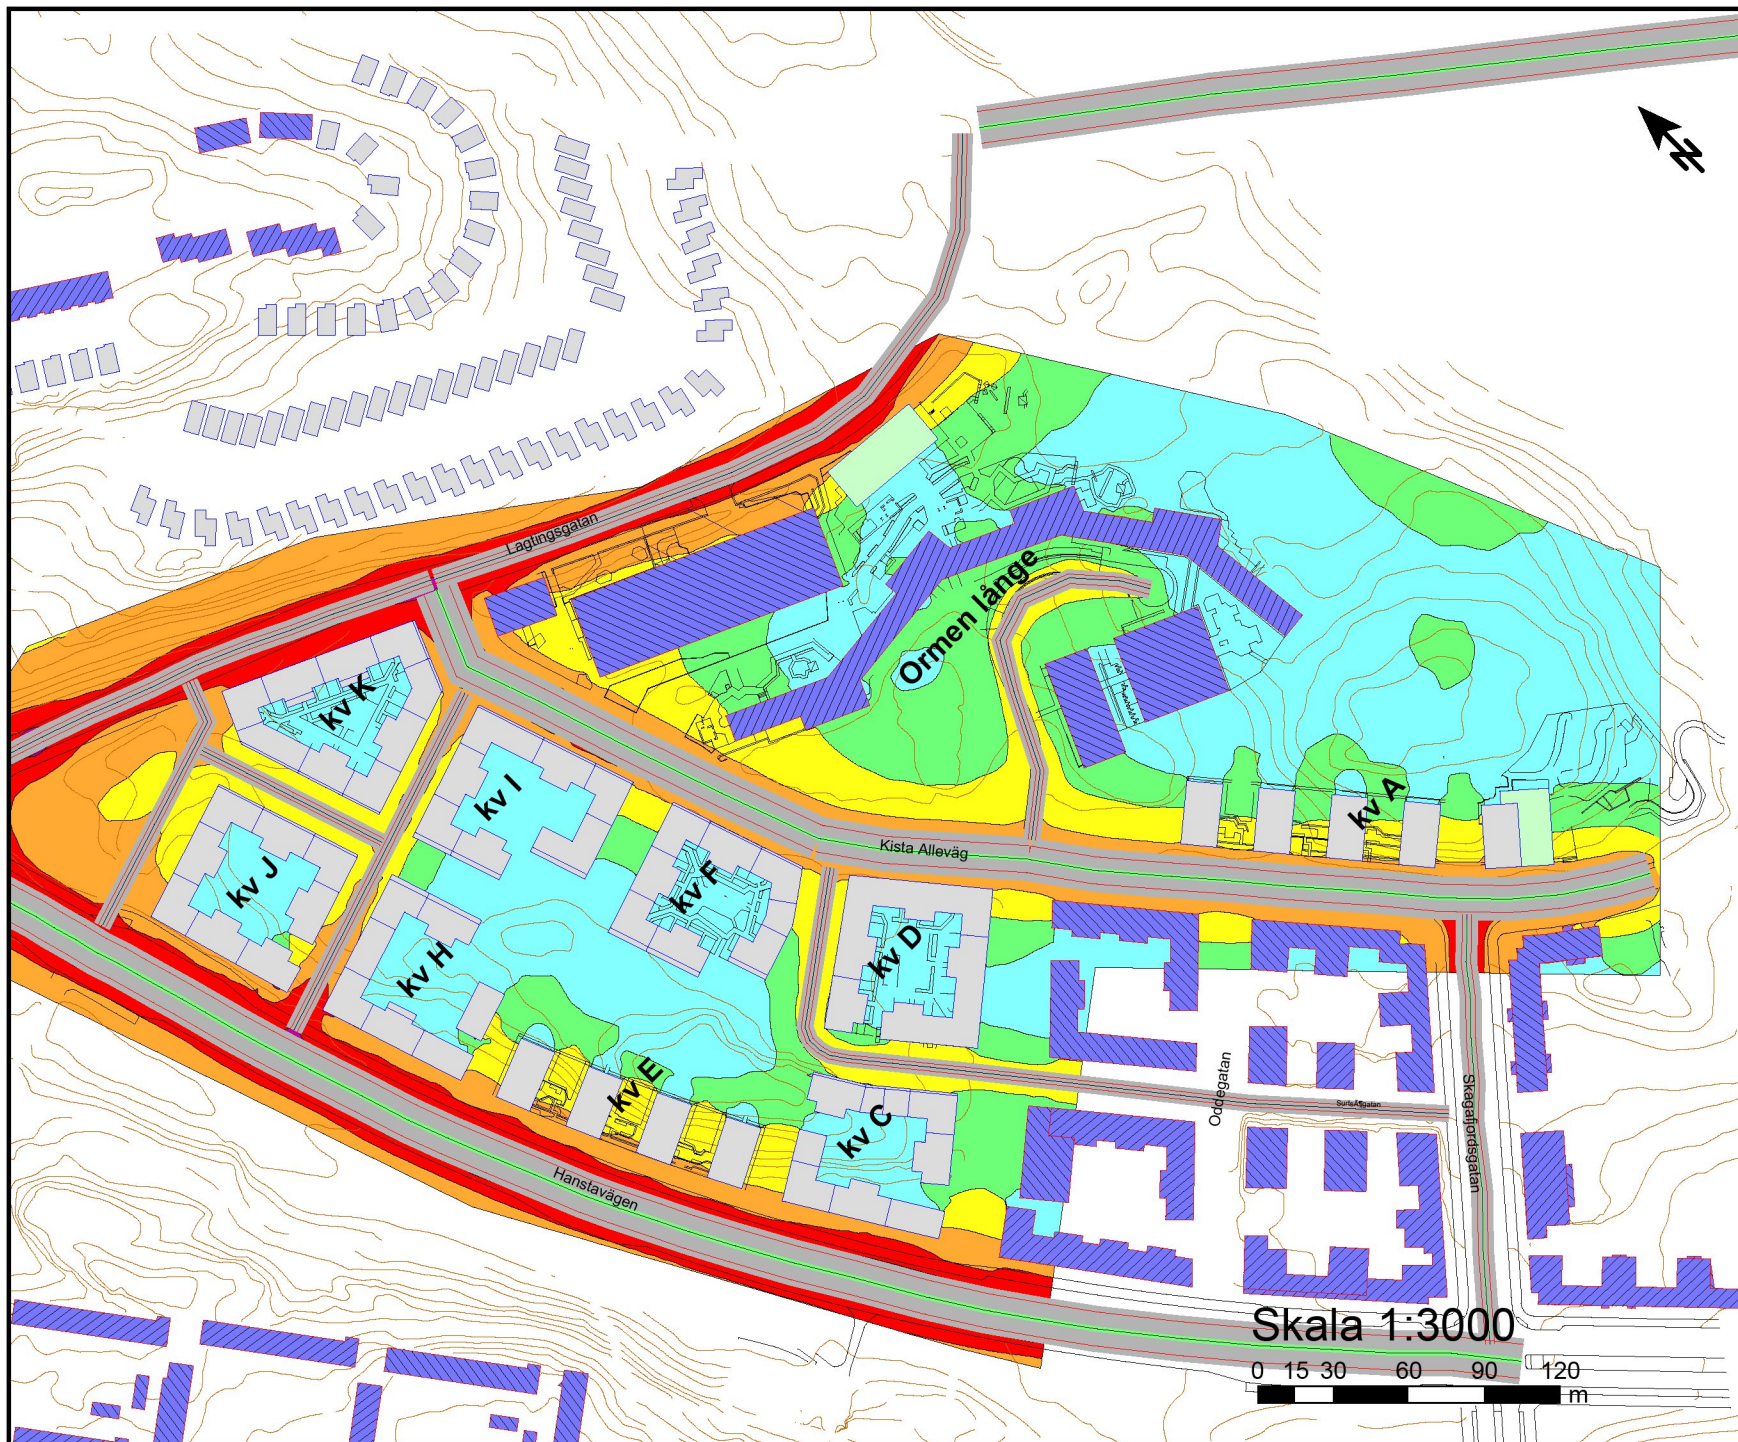 N
Lagtingsgatan
Ormen långe
kv K
kv I
kv A
kv J
kv F
Kista Alleväg
kv H
kv D
kv E
kv C
Oddegatan
Skagafjordsgatan
Hanstavägen
Skala 1:3000
0 15 30 60 90 120
m